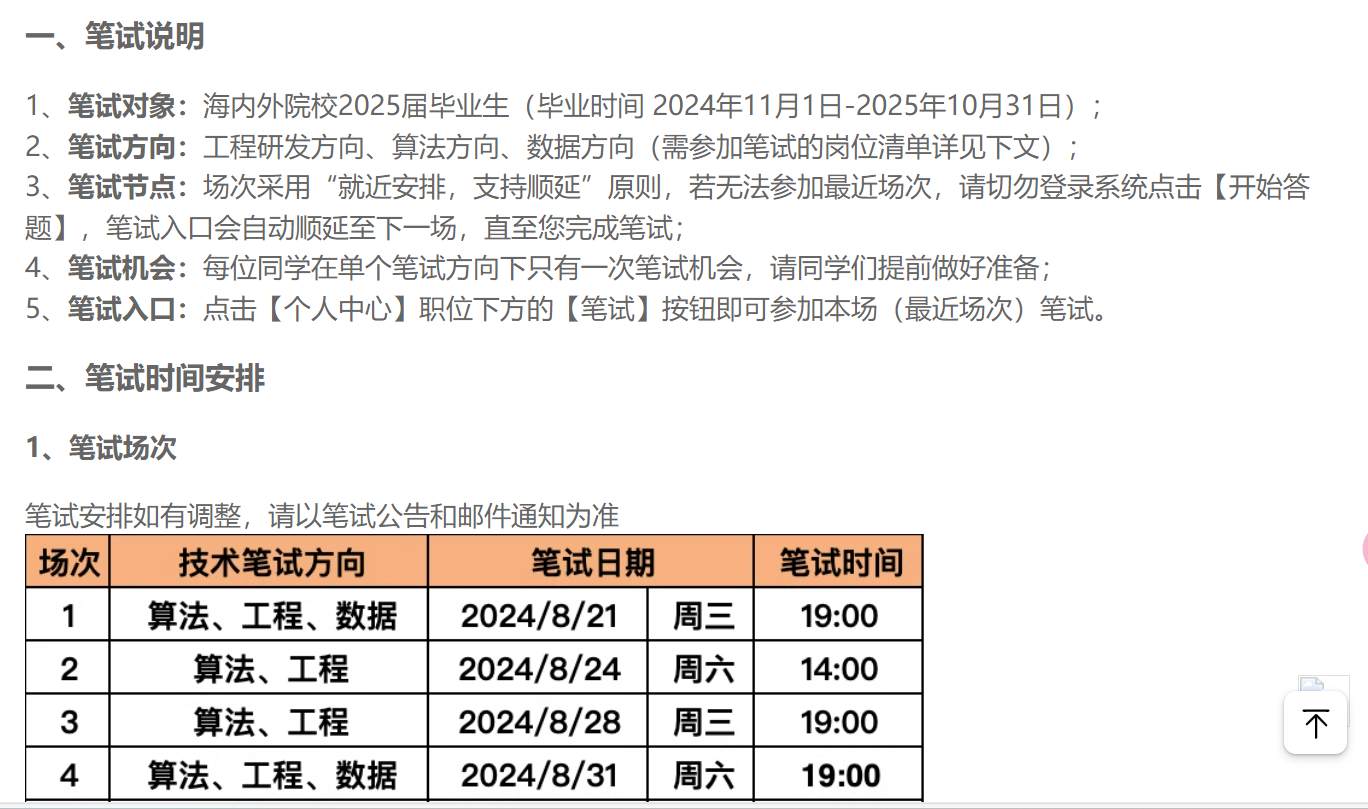 一、笔试说明
1、笔试对象：海内外院校2025届毕业生（毕业时间 2024年11月1日-2025年10月31日）；
2、笔试方向：工程研发方向、算法方向、数据方向（需参加笔试的岗位清单详见下文）；
3、笔试节点：场次采用“就近安排，支持顺延”原则，若无法参加最近场次，请切勿登录系统点击【开始答
题】，笔试入口会自动顺延至下一场，直至您完成笔试；
4、笔试机会：每位同学在单个笔试方向下只有一次笔试机会，请同学们提前做好准备；
5、笔试入口：点击【个人中心】职位下方的【笔试】按钮即可参加本场（最近场次）笔试。
二、笔试时间安排
1、笔试场次
笔试安排如有调整，请以笔试公告和邮件通知为准
场次 技术笔试方向 笔试日期 笔试时间
1 算法、工程、数据 2024/8/21 周三 19:00
2 算法、工程 2024/8/24 周六 14:00
3 算法、工程 2024/8/28 周三 19:00
4 算法、工程、数据 2024/8/31 周六 19:00